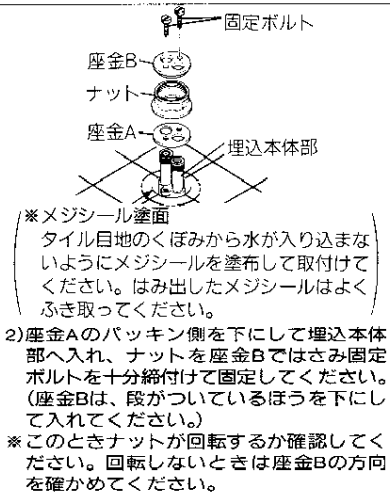 固定ボルト
座金B
ナット
座金A
埋込本体部
※メジシール塗面
タイル目地のくぼみから水が入り込まな
いようにメジシールを塗布して取付けて
ください。はみ出したメジシールはよく
ふき取ってください。
2)座金Aのパッキン側を下にして埋込本体
部へ入れ、ナットを座金Bではさみ固定
ボルトを十分締付けて固定してください。
(座金Bは、段がついているほうを下にし
て入れてください。)
※このときナットが回転するか確認してく
ださい。回転しないときは座金Bの方向
を確かめてください。